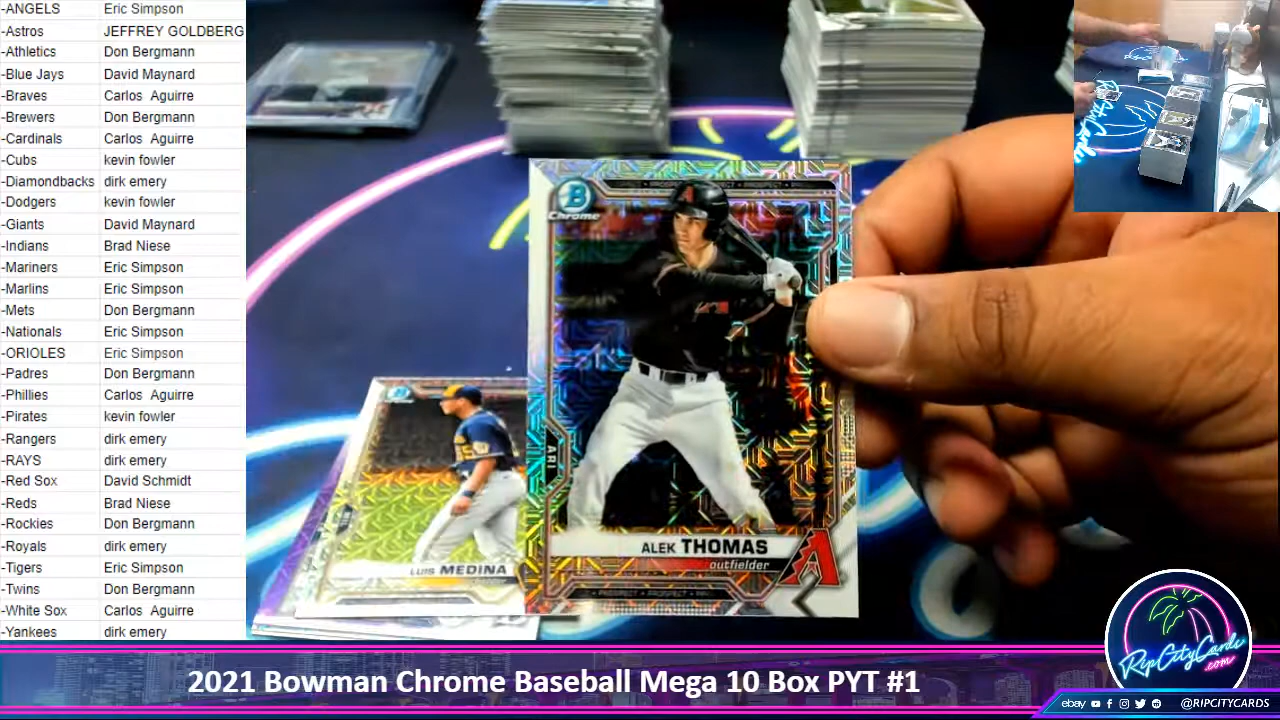 -ANGELS Eric Simpson
-Astros JEFFREY GOLDBERG
-Athletics Don Bergmann
-Blue Jays David Maynard
-Braves Carlos Aguirre
-Brewers Don Bergmann
-Cardinals Carlos Aguirre
-Cubs kevin fowler
-Diamondbacks dirk emery
-Dodgers kevin fowler
-Giants David Maynard
-Indians Brad Niese
-Mariners Eric Simpson
-Marlins Eric Simpson
-Mets Don Bergmann
-Nationals Eric Simpson
-ORIOLES Eric Simpson
-Padres Don Bergmann
-Phillies Carlos Aguirre
-Pirates kevin fowler
-Rangers dirk emery
-RAYS dirk emery
-Red Sox David Schmidt
-Reds Brad Niese
-Rockies Don Bergmann
-Royals dirk emery
-Tigers Eric Simpson
-Twins Don Bergmann
-White Sox Carlos Aguirre
-Yankees dirk emery
PROSPECT
B
Chrome
A
ARI
ALEK THOMAS
outfielder
A
PROSPECT • PROSPECT
LUIS MEDINA
RipCityCards
.com
2021 Bowman Chrome Baseball Mega 10 Box PYT #1
ebay @RIPCITYCARDS